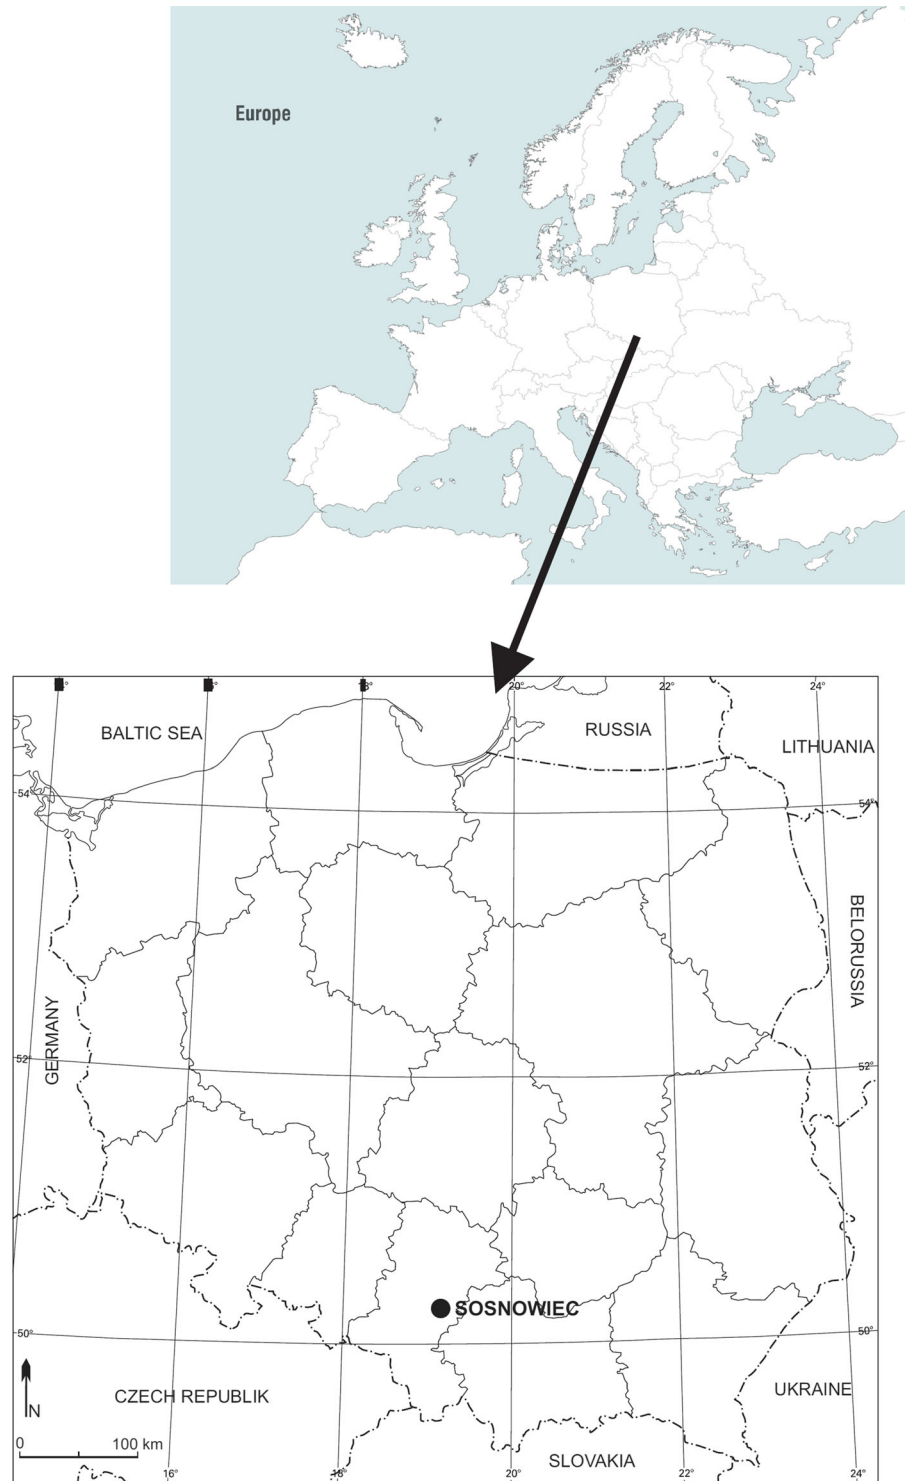 Europe
20°
22°
24°
BALTIC SEA
RUSSIA
LITHUANIA
54°
54°
BELORUSSIA
GERMANY
52°
52°
SOSNOWIEC
50°
50°
CZECH REPUBLIK
UKRAINE
N
0 100 km
SLOVAKIA
16°
18°
20°
22°
24°